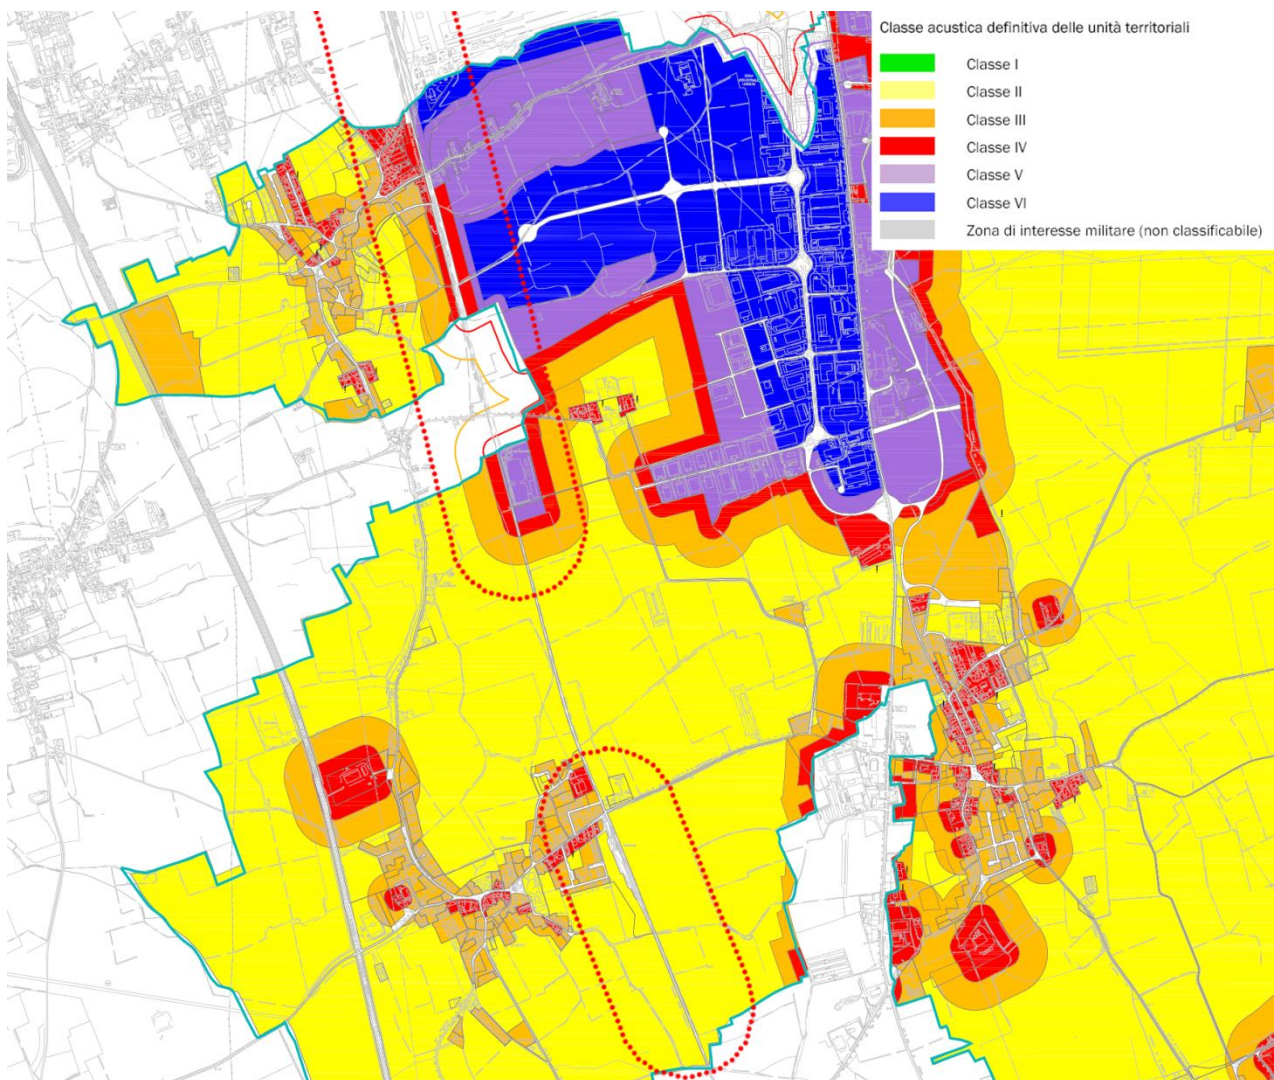 Classe acustica definitiva delle unità territoriali
Classe I
Classe II
Classe III
Classe IV
Classe V
Classe VI
Zona di interesse militare (non classificabile)